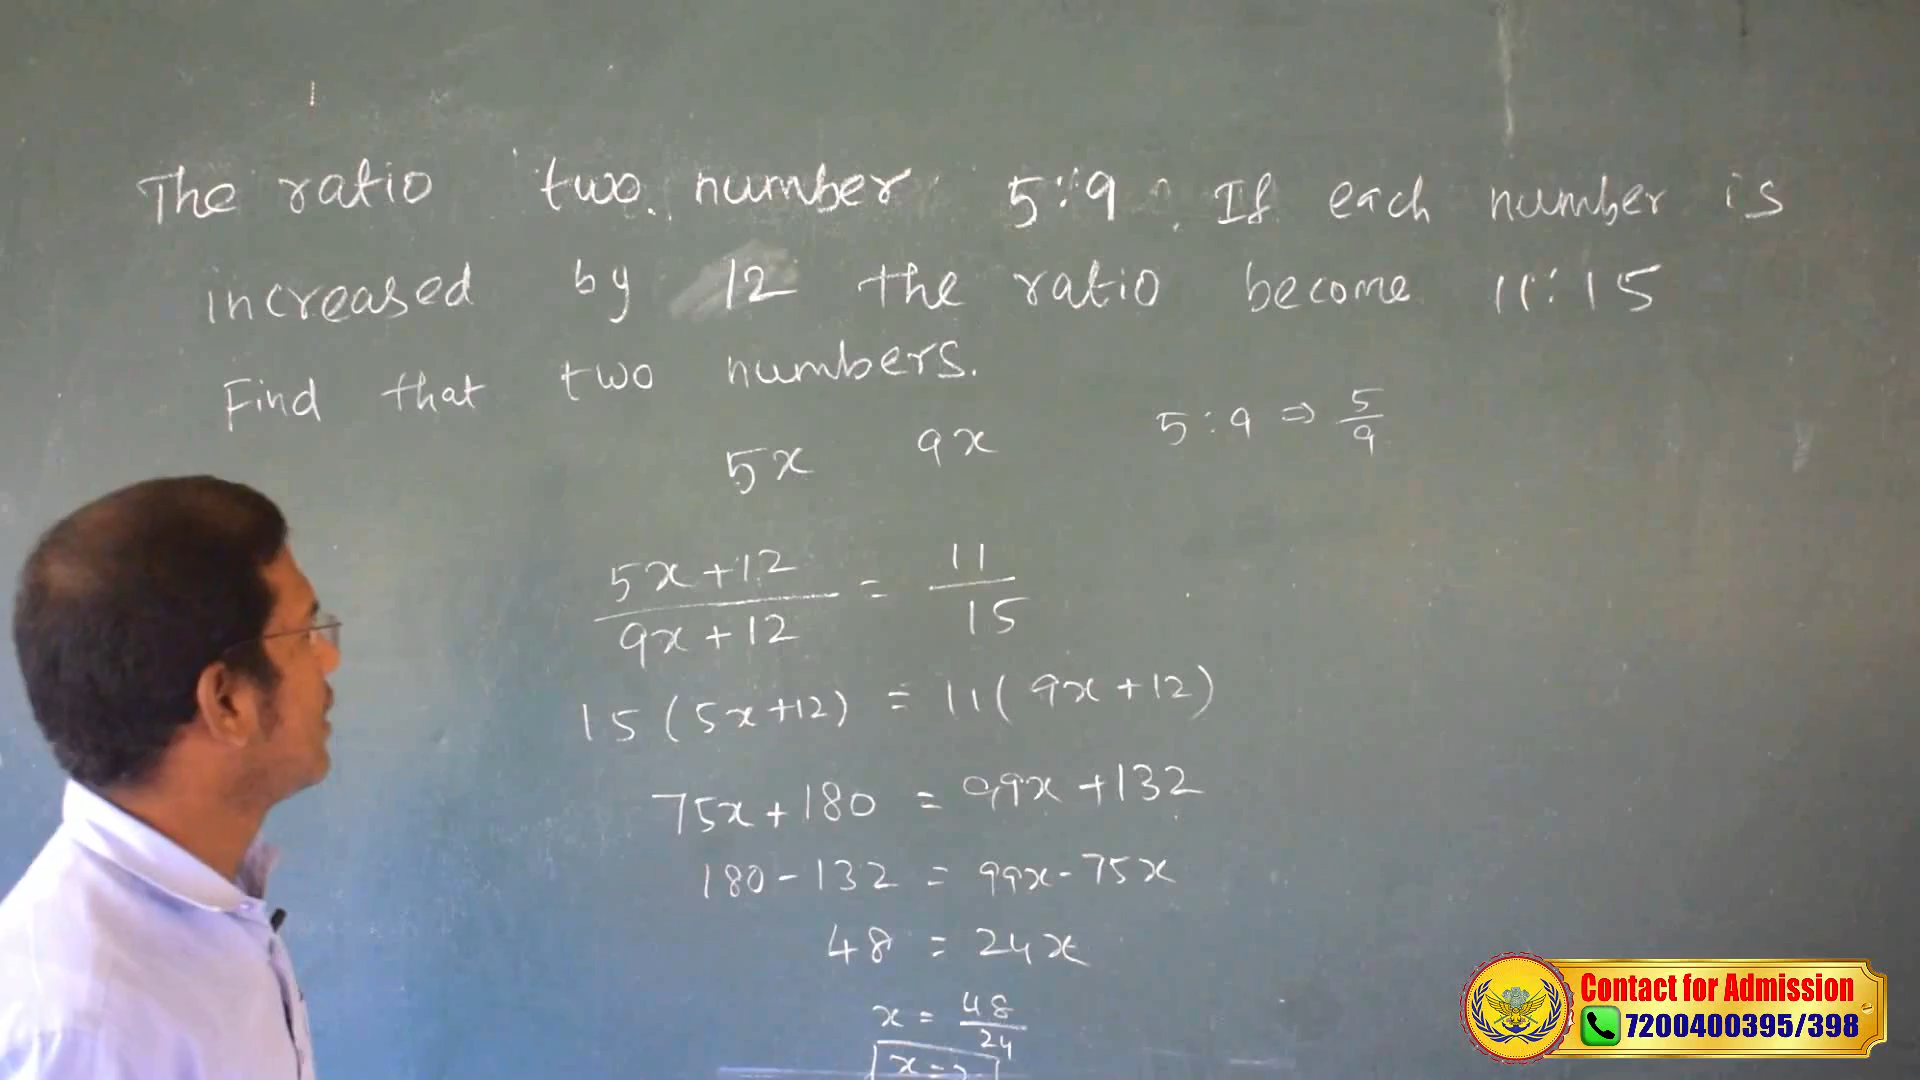 The ratio two number 5:9. If each number is
increased by 12 the ratio become 11:15
Find that two numbers.
5x 9x 5:9 ⇒ 5/9
5x+12/9x+12 = 11/15
15(5x+12) = 11(9x+12)
75x+180 = 99x+132
180-132 = 99x-75x
48 = 24x
x = 48/24
x = 2
Contact for Admission
7200400395/398